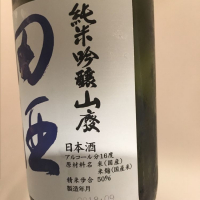 純米吟醸山廃
田酒
日本酒
アルコール分16度
原材料名 米(国産)
米麹(国産米)
精米歩合 50%
製造年月